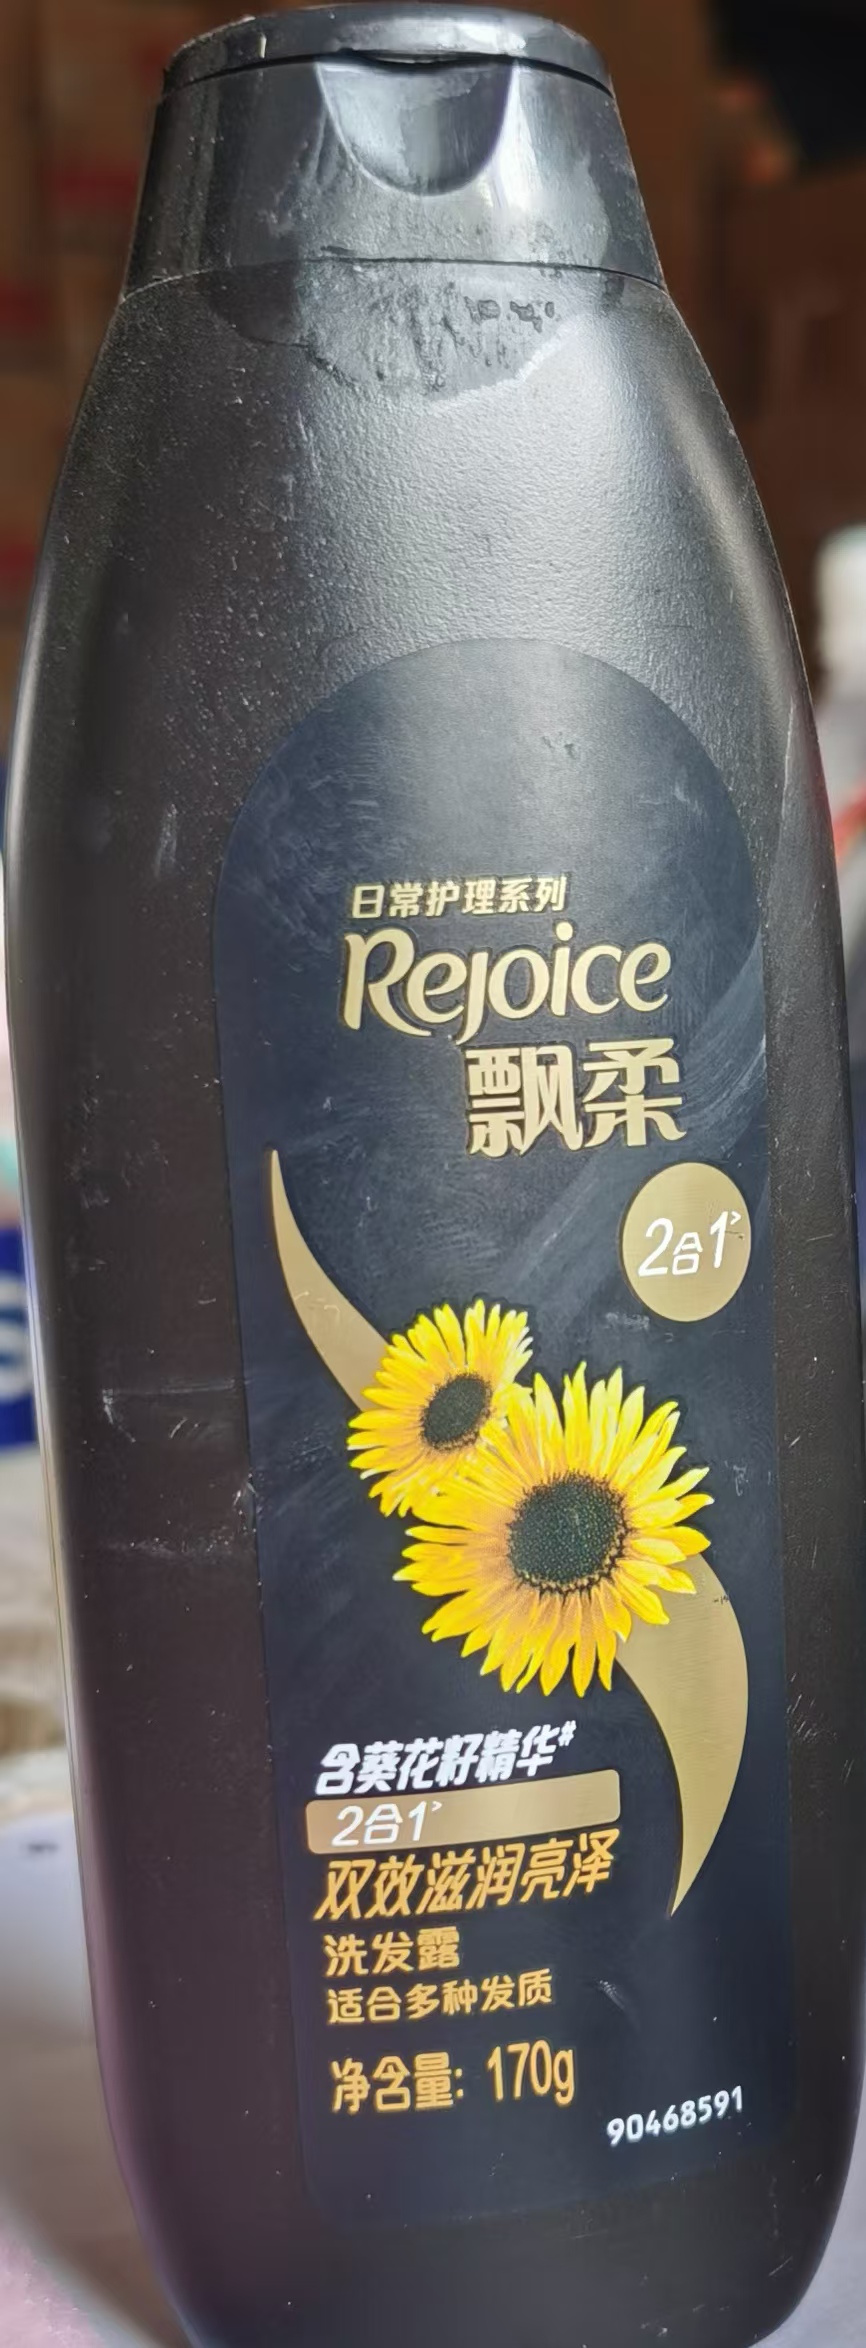 日常护理系列
Rejoice
飘柔
2合1>
含葵花籽精华#
2合1>
双效滋润亮泽
洗发露
适合多种发质
净含量: 170g
90468591